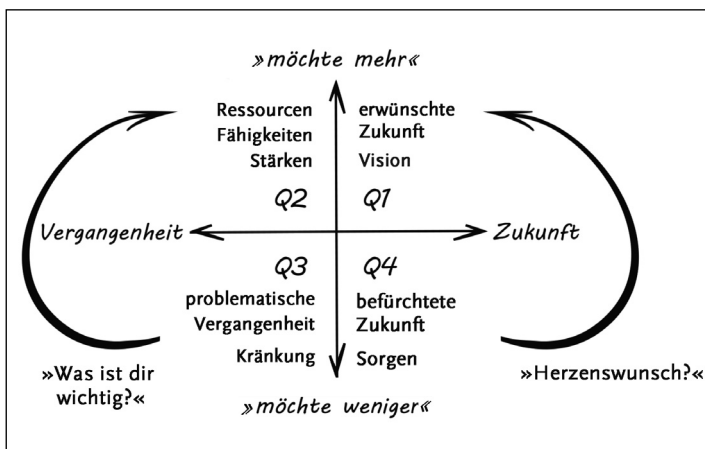 »möchte mehr«
Ressourcen
Fähigkeiten
Stärken
erwünschte
Zukunft
Vision
Q2
Q1
Vergangenheit
Zukunft
Q3
Q4
problematische
Vergangenheit
Kränkung
befürchtete
Zukunft
Sorgen
»Was ist dir
wichtig?«
»Herzenswunsch?«
»möchte weniger«